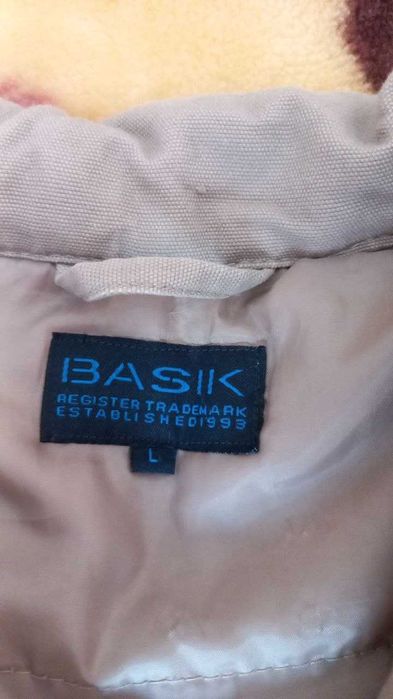 BASIK
REGISTER TRADEMARK
ESTABLISHED1993
L